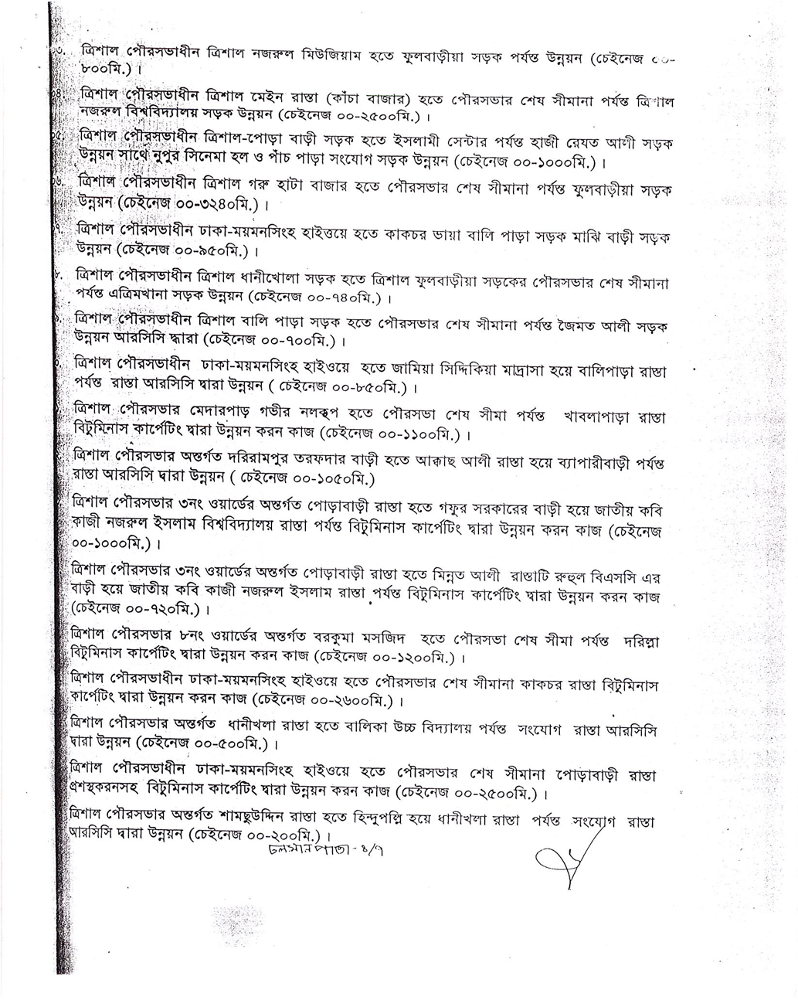 ৩. ত্রিশাল পৌরসভাধীন ত্রিশাল নজরুল মিউজিয়াম হতে ফুলবাড়ীয়া সড়ক পর্যন্ত উন্নয়ন (চেইনেজ ০০-
৮০০মি.) ।
৪. ত্রিশাল পৌরসভাধীন ত্রিশাল মেইন রাস্তা (কাঁচা বাজার) হতে পৌরসভার শেষ সীমানা পর্যন্ত ত্রিশাল
নজরুল বিশ্ববিদ্যালয় সড়ক উন্নয়ন (চেইনেজ ০০-২৫০০মি.) ।
৫. ত্রিশাল পৌরসভাধীন ত্রিশাল-পোড়া বাড়ী সড়ক হতে ইসলামী সেন্টার পর্যন্ত হাজী রেযত আলী সড়ক
উন্নয়ন সাথে নুপুর সিনেমা হল ও পাঁচ পাড়া সংযোগ সড়ক উন্নয়ন (চেইনেজ ০০-১০০০মি.) ।
৬. ত্রিশাল পৌরসভাধীন ত্রিশাল গরু হাটা বাজার হতে পৌরসভার শেষ সীমানা পর্যন্ত ফুলবাড়ীয়া সড়ক
উন্নয়ন (চেইনেজ ০০-৩২৪০মি.) ।
৭. ত্রিশাল পৌরসভাধীন ঢাকা-ময়মনসিংহ হাইত্তয়ে হতে কাকচর ভায়া বালি পাড়া সড়ক মাঝি বাড়ী সড়ক
উন্নয়ন (চেইনেজ ০০-৯৫০মি.) ।
৮. ত্রিশাল পৌরসভাধীন ত্রিশাল ধানীখোলা সড়ক হতে ত্রিশাল ফুলবাড়ীয়া সড়কের পৌরসভার শেষ সীমানা
পর্যন্ত এত্রিমখানা সড়ক উন্নয়ন (চেইনেজ ০০-৭৪০মি.) ।
৯. ত্রিশাল পৌরসভাধীন ত্রিশাল বালি পাড়া সড়ক হতে পৌরসভার শেষ সীমানা পর্যন্ত জৈমত আলী সড়ক
উন্নয়ন আরসিসি দ্ধারা (চেইনেজ ০০-৭০০মি.) ।
ত্রিশাল পৌরসভাধীন ঢাকা-ময়মনসিংহ হাইওয়ে হতে জামিয়া সিদ্দিকিয়া মাদ্রাসা হয়ে বালিপাড়া রাস্তা
পর্যন্ত রাস্তা আরসিসি দ্বারা উন্নয়ন ( চেইনেজ ০০-৮৫০মি.) ।
ত্রিশাল পৌরসভার মেদারপাড় গভীর নলকূপ হতে পৌরসভা শেষ সীমা পর্যন্ত খাবলাপাড়া রাস্তা
বিটুমিনাস কার্পেটিং দ্বারা উন্নয়ন করন কাজ (চেইনেজ ০০-১১০০মি.) ।
ত্রিশাল পৌরসভার অন্তর্গত দরিরামপুর তরফদার বাড়ী হতে আক্কাছ আলী রাস্তা হয়ে ব্যাপারীবাড়ী পর্যন্ত
রাস্তা আরসিসি দ্বারা উন্নয়ন ( চেইনেজ ০০-১০৫০মি.)
ত্রিশাল পৌরসভার ৩নং ওয়ার্ডের অন্তর্গত পোড়াবাড়ী রাস্তা হতে গফুর সরকারের বাড়ী হয়ে জাতীয় কবি
কাজী নজরুল ইসলাম বিশ্ববিদ্যালয় রাস্তা পর্যন্ত বিটুমিনাস কার্পেটিং দ্বারা উন্নয়ন করন কাজ (চেইনেজ
০০-১০০০মি.) ।
ত্রিশাল পৌরসভার ৩নং ওয়ার্ডের অন্তর্গত পোড়াবাড়ী রাস্তা হতে মিন্নত আলী রাস্তাটি রুহুল বিএসসি এর
বাড়ী হয়ে জাতীয় কবি কাজী নজরুল ইসলাম রাস্তা পর্যন্ত বিটুমিনাস কার্পেটিং দ্বারা উন্নয়ন করন কাজ
(চেইনেজ ০০-৭২০মি.) ।
ত্রিশাল পৌরসভার ৮নং ওয়ার্ডের অন্তর্গত বরকুমা মসজিদ হতে পৌরসভা শেষ সীমা পর্যন্ত দরিল্লা
বিটুমিনাস কার্পেটিং দ্বারা উন্নয়ন করন কাজ (চেইনেজ ০০-১২০০মি.) ।
ত্রিশাল পৌরসভাধীন ঢাকা-ময়মনসিংহ হাইওয়ে হতে পৌরসভার শেষ সীমানা কাকচর রাস্তা বিটুমিনাস
কার্পেটিং দ্বারা উন্নয়ন করন কাজ (চেইনেজ ০০-২৬০০মি.) ।
ত্রিশাল পৌরসভার অন্তর্গত ধানীখলা রাস্তা হতে বালিকা উচ্চ বিদ্যালয় পর্যন্ত সংযোগ রাস্তা আরসিসি
দ্বারা উন্নয়ন (চেইনেজ ০০-৫০০মি.) ।
ত্রিশাল পৌরসভাধীন ঢাকা-ময়মনসিংহ হাইওয়ে হতে পৌরসভার শেষ সীমানা পোড়াবাড়ী রাস্তা
প্রশস্থকরনসহ বিটুমিনাস কার্পেটিং দ্বারা উন্নয়ন করন কাজ (চেইনেজ ০০-২৫০০মি.) ।
ত্রিশাল পৌরসভার অন্তর্গত শামছুউদ্দিন রাস্তা হতে হিন্দুপল্লি হয়ে ধানীখলা রাস্তা পর্যন্ত সংযোগ রাস্তা
আরসিসি দ্বারা উন্নয়ন (চেইনেজ ০০-২০০মি.) ।
চলমান পাতা-৪/৭